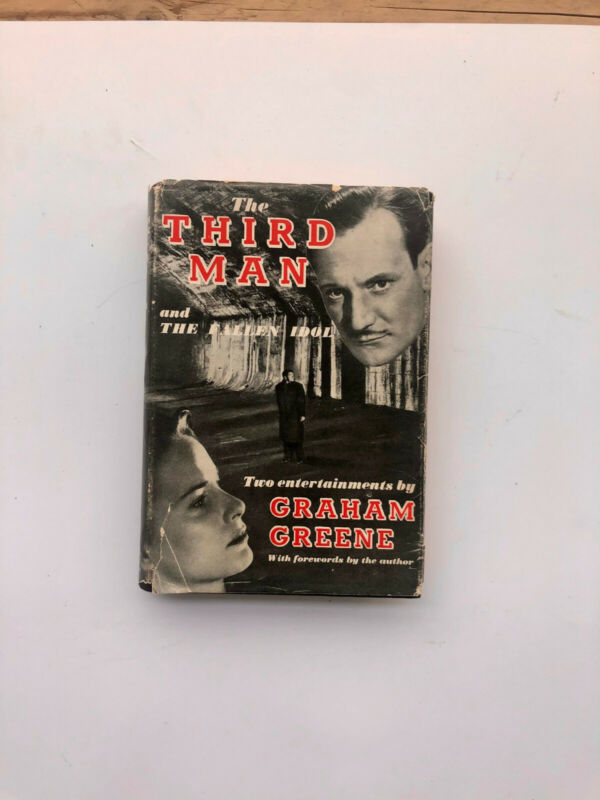 The
THIRD
MAN
and
THE FALLEN IDOL
Two entertainments by
GRAHAM
GREENE
With forewords by the author